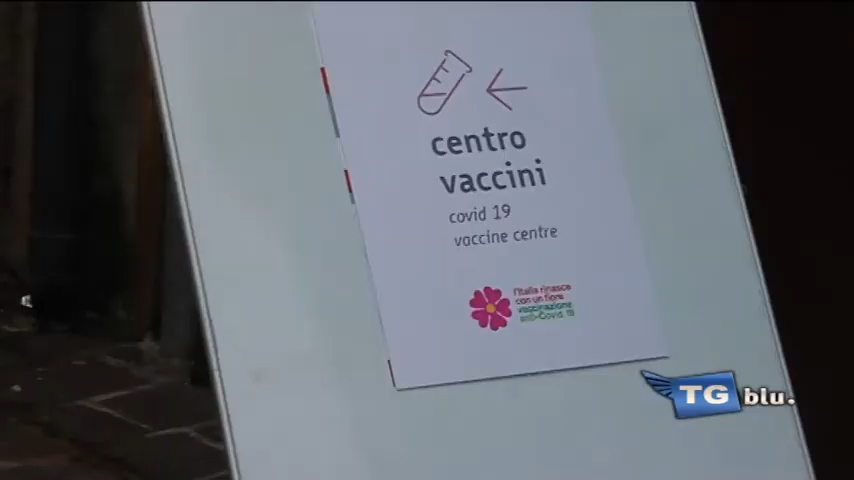 centro
vaccini
covid 19
vaccine centre
l'Italia rinasce
con un fiore
vaccinazione
anti-Covid 19
TG blu.